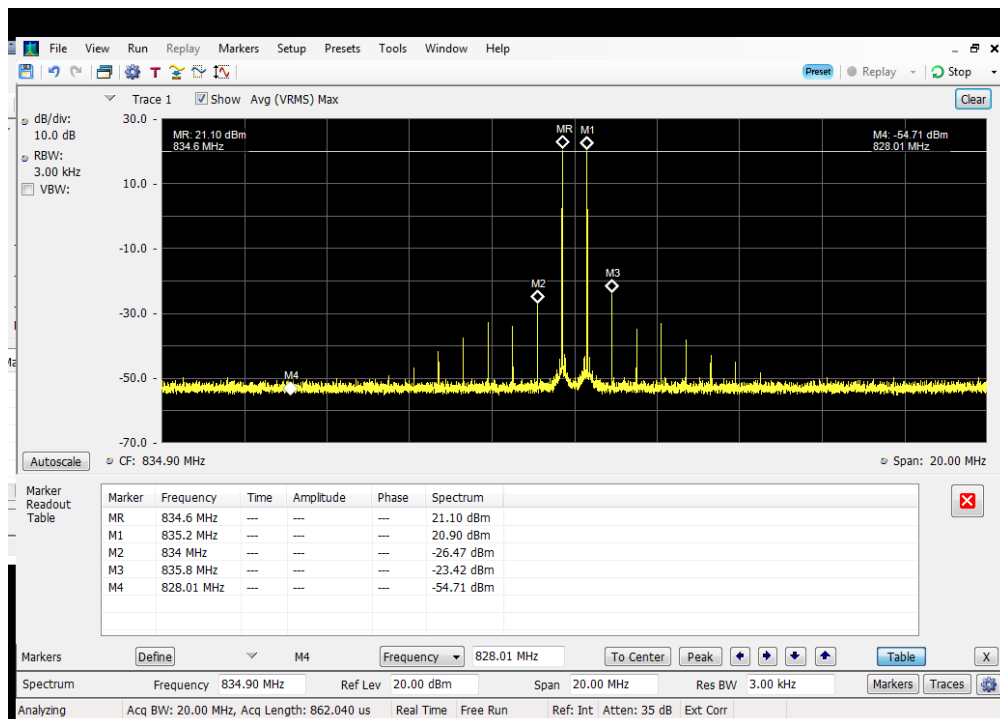 File View Run Replay Markers Setup Presets Tools Window Help
T Preset Replay Stop
Trace 1 Show Avg (VRMS) Max Clear
dB/div:
10.0 dB
RBW:
3.00 kHz
VBW:
30.0
10.0
-10.0
-30.0
-50.0
-70.0
MR: 21.10 dBm
834.6 MHz
MR M1
M4: -54.71 dBm
828.01 MHz
M2
M3
M4
Autoscale CF: 834.90 MHz Span: 20.00 MHz
Marker
Readout
Table
Marker Frequency Time Amplitude Phase Spectrum
MR 834.6 MHz --- --- --- 21.10 dBm
M1 835.2 MHz --- --- --- 20.90 dBm
M2 834 MHz --- --- --- -26.47 dBm
M3 835.8 MHz --- --- --- -23.42 dBm
M4 828.01 MHz --- --- --- -54.71 dBm
Markers Define M4 Frequency 828.01 MHz To Center Peak Table X
Spectrum Frequency 834.90 MHz Ref Lev 20.00 dBm Span 20.00 MHz Res BW 3.00 kHz Markers Traces
Analyzing Acq BW: 20.00 MHz, Acq Length: 862.040 us Real Time Free Run Ref: Int Atten: 35 dB Ext Corr